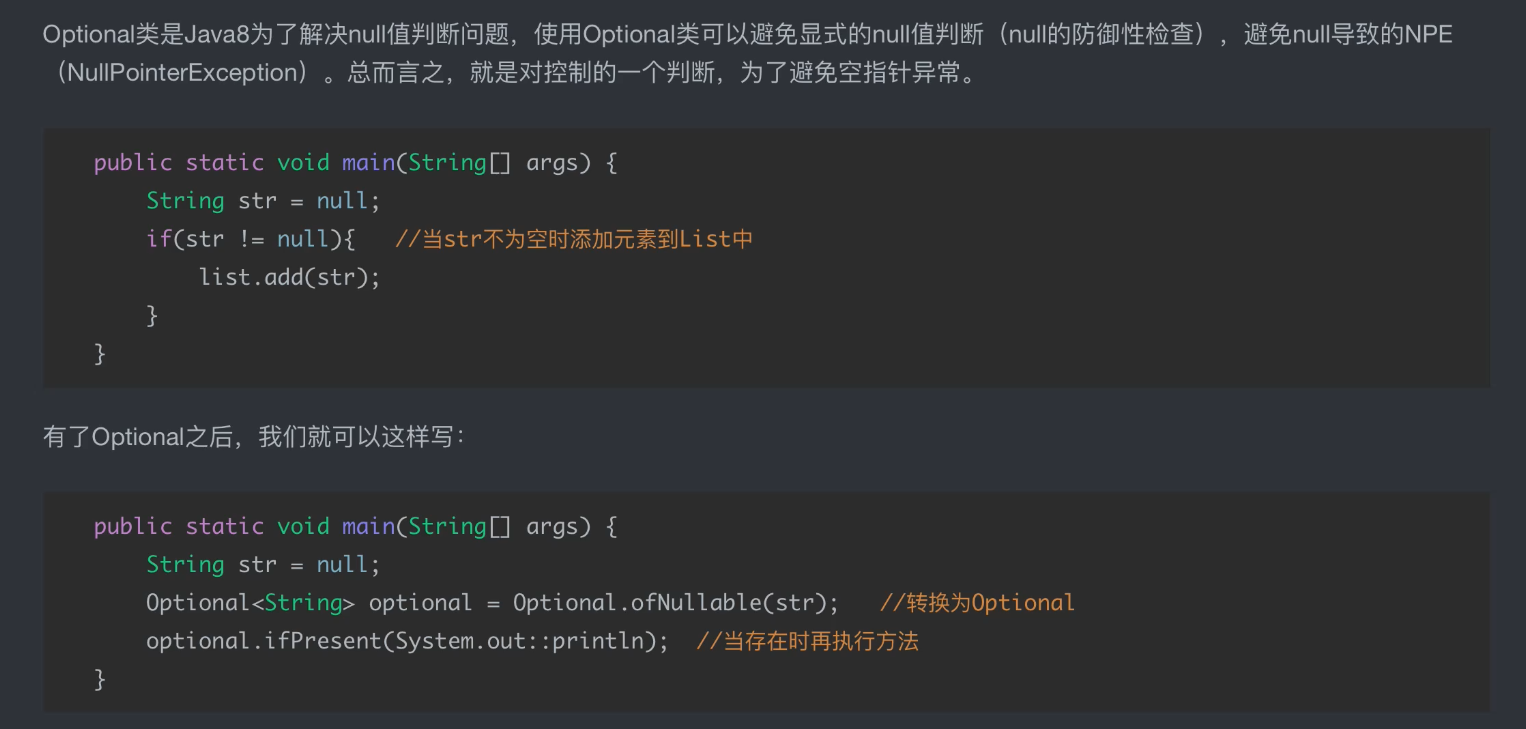 Optional类是Java8为了解决null值判断问题，使用Optional类可以避免显式的null值判断（null的防御性检查），避免null导致的NPE
（NullPointerException）。总而言之，就是对控制的一个判断，为了避免空指针异常。
public static void main(String[] args) {
    String str = null;
    if(str != null){   //当str不为空时添加元素到List中
        list.add(str);
    }
}
有了Optional之后，我们就可以这样写：
public static void main(String[] args) {
    String str = null;
    Optional<String> optional = Optional.ofNullable(str);   //转换为Optional
    optional.ifPresent(System.out::println);  //当存在时再执行方法
}